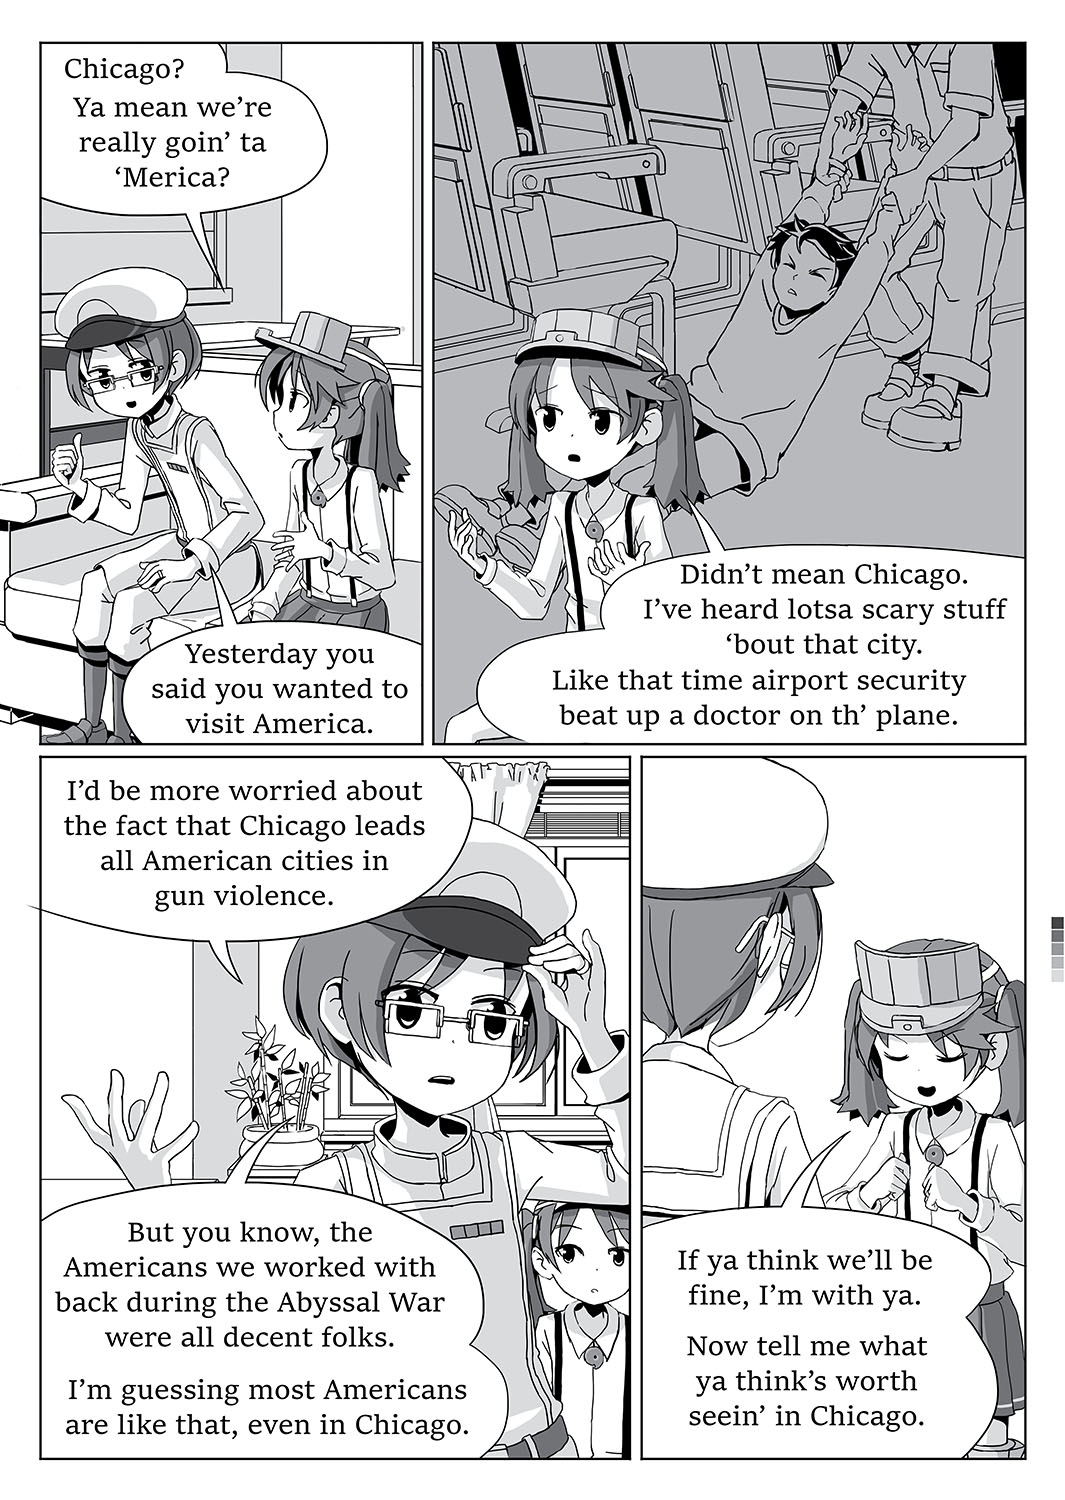 Chicago?
Ya mean we’re
really goin’ ta
‘Merica?
Yesterday you
said you wanted to
visit America.
Didn’t mean Chicago.
I’ve heard lotsa scary stuff
‘bout that city.
Like that time airport security
beat up a doctor on th’ plane.
I’d be more worried about
the fact that Chicago leads
all American cities in
gun violence.
But you know, the
Americans we worked with
back during the Abyssal War
were all decent folks.
I’m guessing most Americans
are like that, even in Chicago.
If ya think we’ll be
fine, I’m with ya.
Now tell me what
ya think’s worth
seein’ in Chicago.